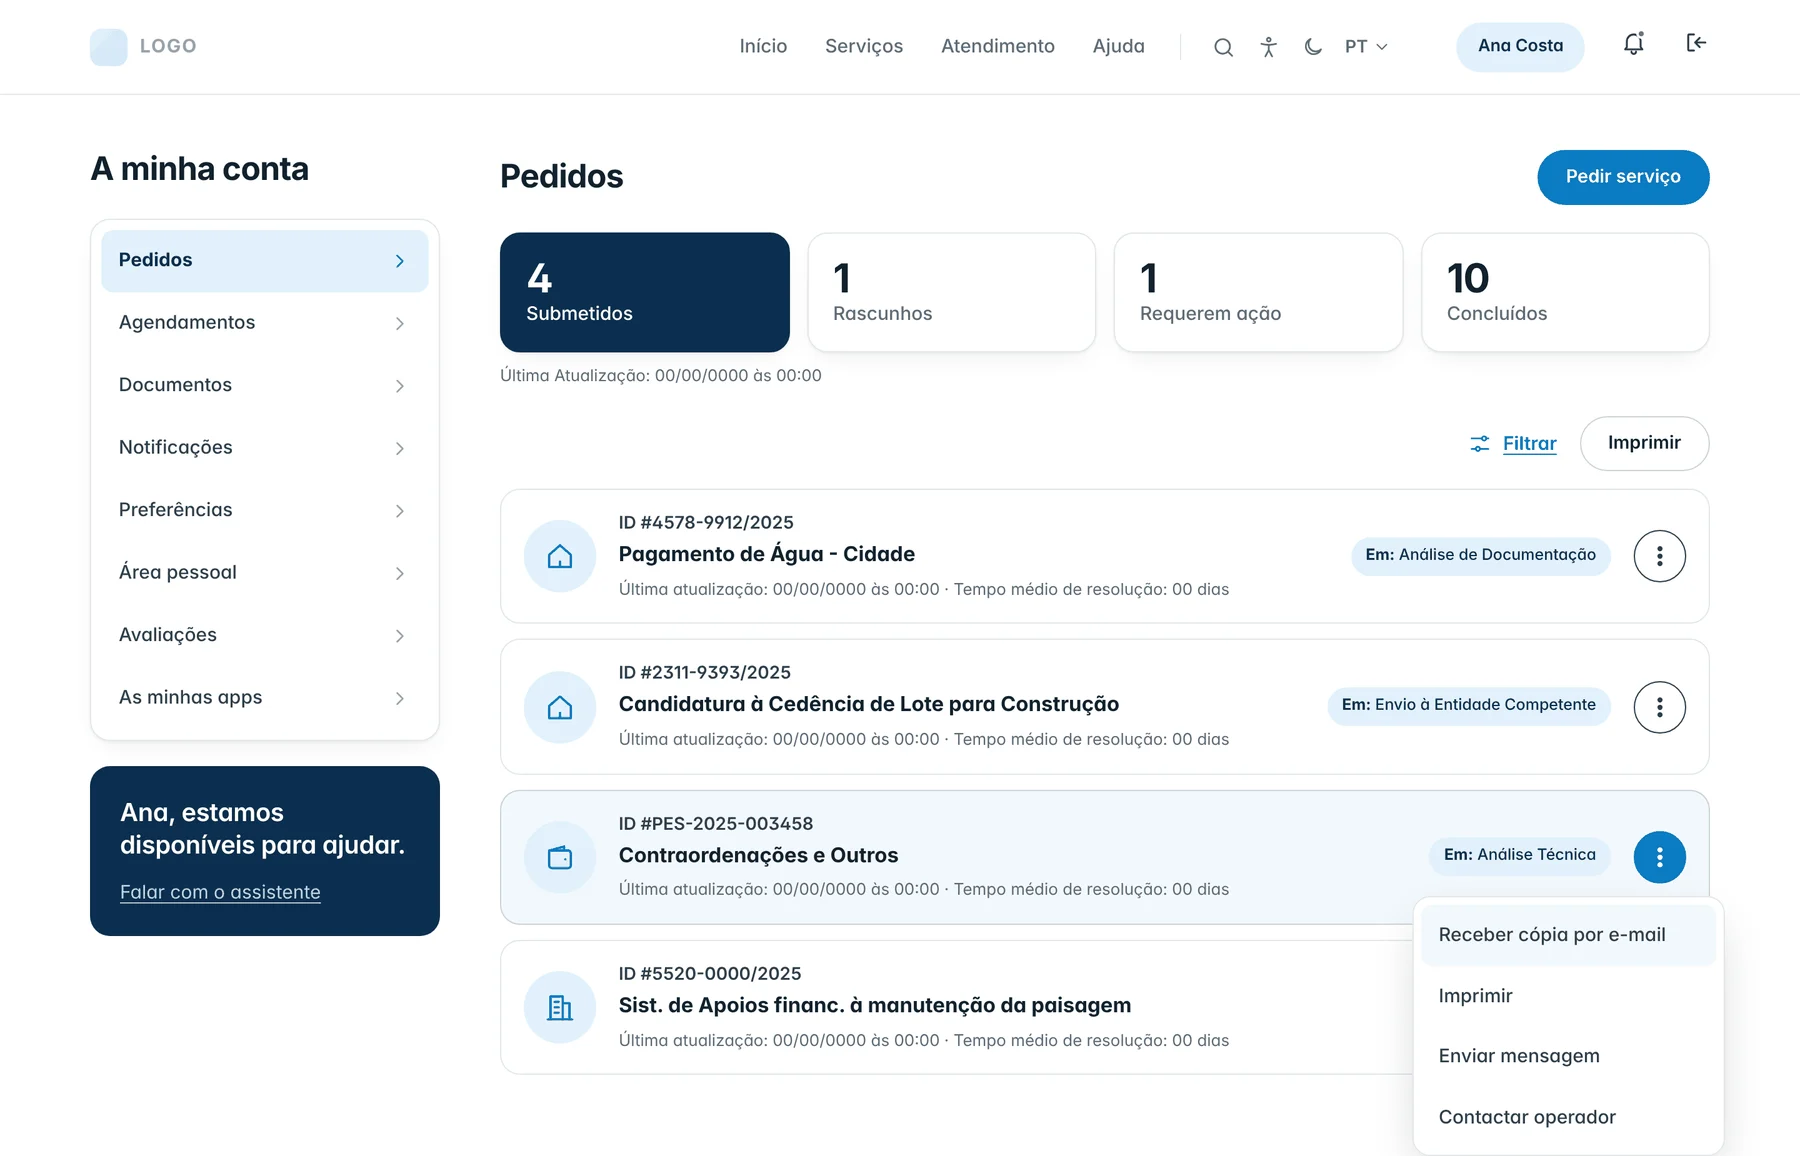 LOGO
Início
Serviços
Atendimento
Ajuda
PT
Ana Costa
A minha conta
Pedidos
Agendamentos
Documentos
Notificações
Preferências
Área pessoal
Avaliações
As minhas apps
Ana, estamos
disponíveis para ajudar.
Falar com o assistente
Pedidos
Pedir serviço
4
Submetidos
1
Rascunhos
1
Requerem ação
10
Concluídos
Última Atualização: 00/00/0000 às 00:00
Filtrar
Imprimir
ID #4578-9912/2025
Pagamento de Água - Cidade
Última atualização: 00/00/0000 às 00:00 · Tempo médio de resolução: 00 dias
Em: Análise de Documentação
ID #2311-9393/2025
Candidatura à Cedência de Lote para Construção
Última atualização: 00/00/0000 às 00:00 · Tempo médio de resolução: 00 dias
Em: Envio à Entidade Competente
ID #PES-2025-003458
Contraordenações e Outros
Última atualização: 00/00/0000 às 00:00 · Tempo médio de resolução: 00 dias
Em: Análise Técnica
ID #5520-0000/2025
Sist. de Apoios financ. à manutenção da paisagem
Última atualização: 00/00/0000 às 00:00 · Tempo médio de resolução: 00 dias
Receber cópia por e-mail
Imprimir
Enviar mensagem
Contactar operador